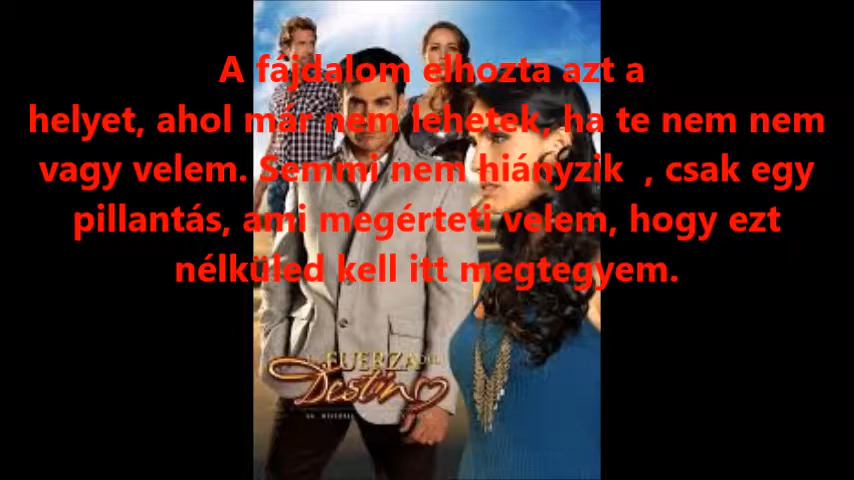 A fájdalom elhozta azt a
helyet, ahol már nem lehetek, ha te nem nem
vagy velem. Semmi nem hiányzik , csak egy
pillantás, ami megérteti velem, hogy ezt
nélküled kell itt megtegyem.
FUERZA DEL
Destino